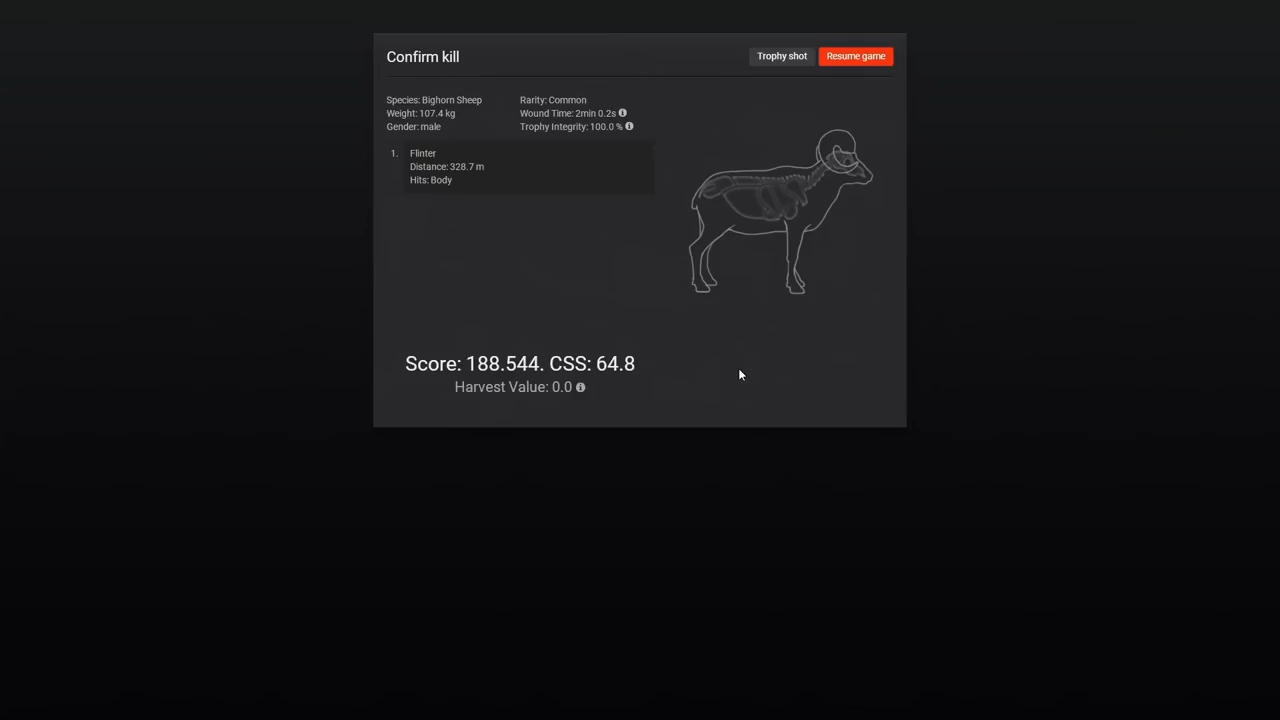 Confirm kill
Trophy shot
Resume game
Species: Bighorn Sheep
Weight: 107.4 kg
Gender: male
Rarity: Common
Wound Time: 2min 0.2s
Trophy Integrity: 100.0 %
1. Flinter
Distance: 328.7 m
Hits: Body
Score: 188.544. CSS: 64.8
Harvest Value: 0.0